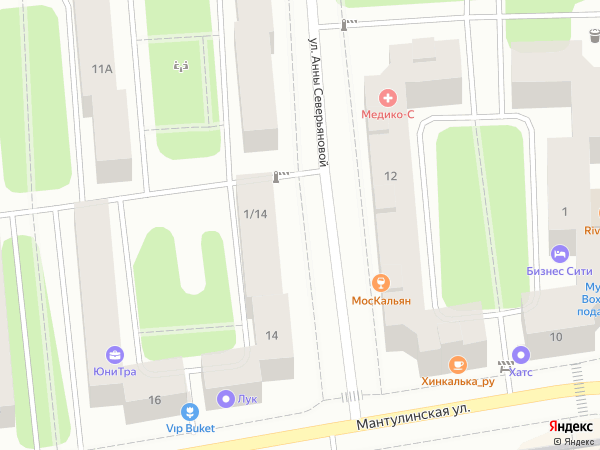 11А
ул. Анны Северьяновой
Медико-С
12
1/14
1
Riv
Бизнес Сити
МосКальян
Му
Вох
пода
14
10
ЮниТра
Хинкалька_ру
Хатс
16
Лук
Vip Buket
Мантулинская ул.
Яндекс
© Яндекс